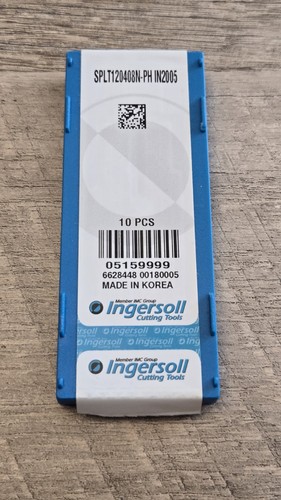 SPLT120408N-PH IN2005
10 PCS
05159999
6628448 00180005
MADE IN KOREA
Member IMC Group
Ingersoll
Cutting Tools
Member IMC Group
Ingersoll
Cutting Tools